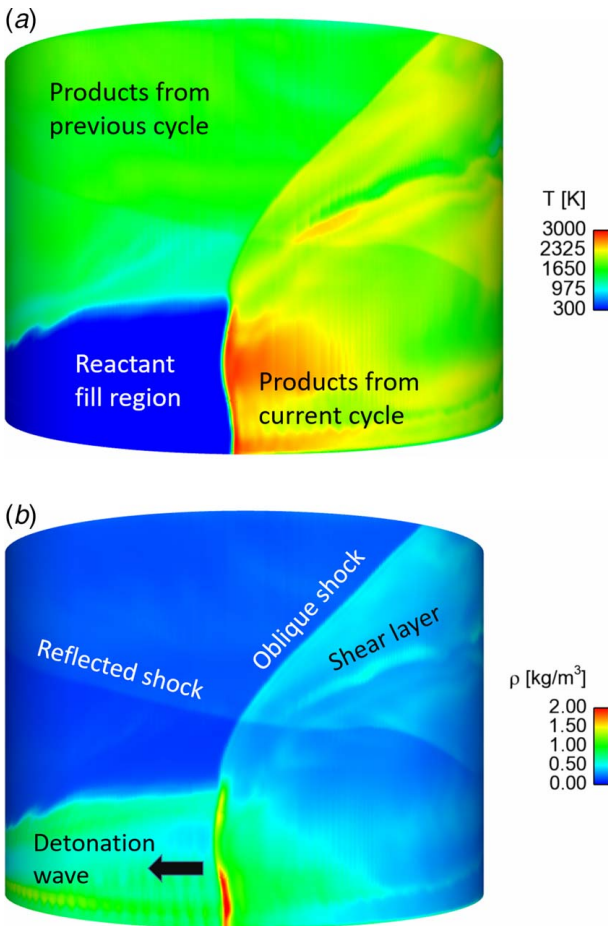 (a)
Products from
previous cycle
T [K]
3000
2325
1650
975
300
Reactant
fill region
Products from
current cycle
(b)
Oblique shock
Reflected shock
Shear layer
ρ [kg/m³]
2.00
1.50
1.00
0.50
0.00
Detonation
wave